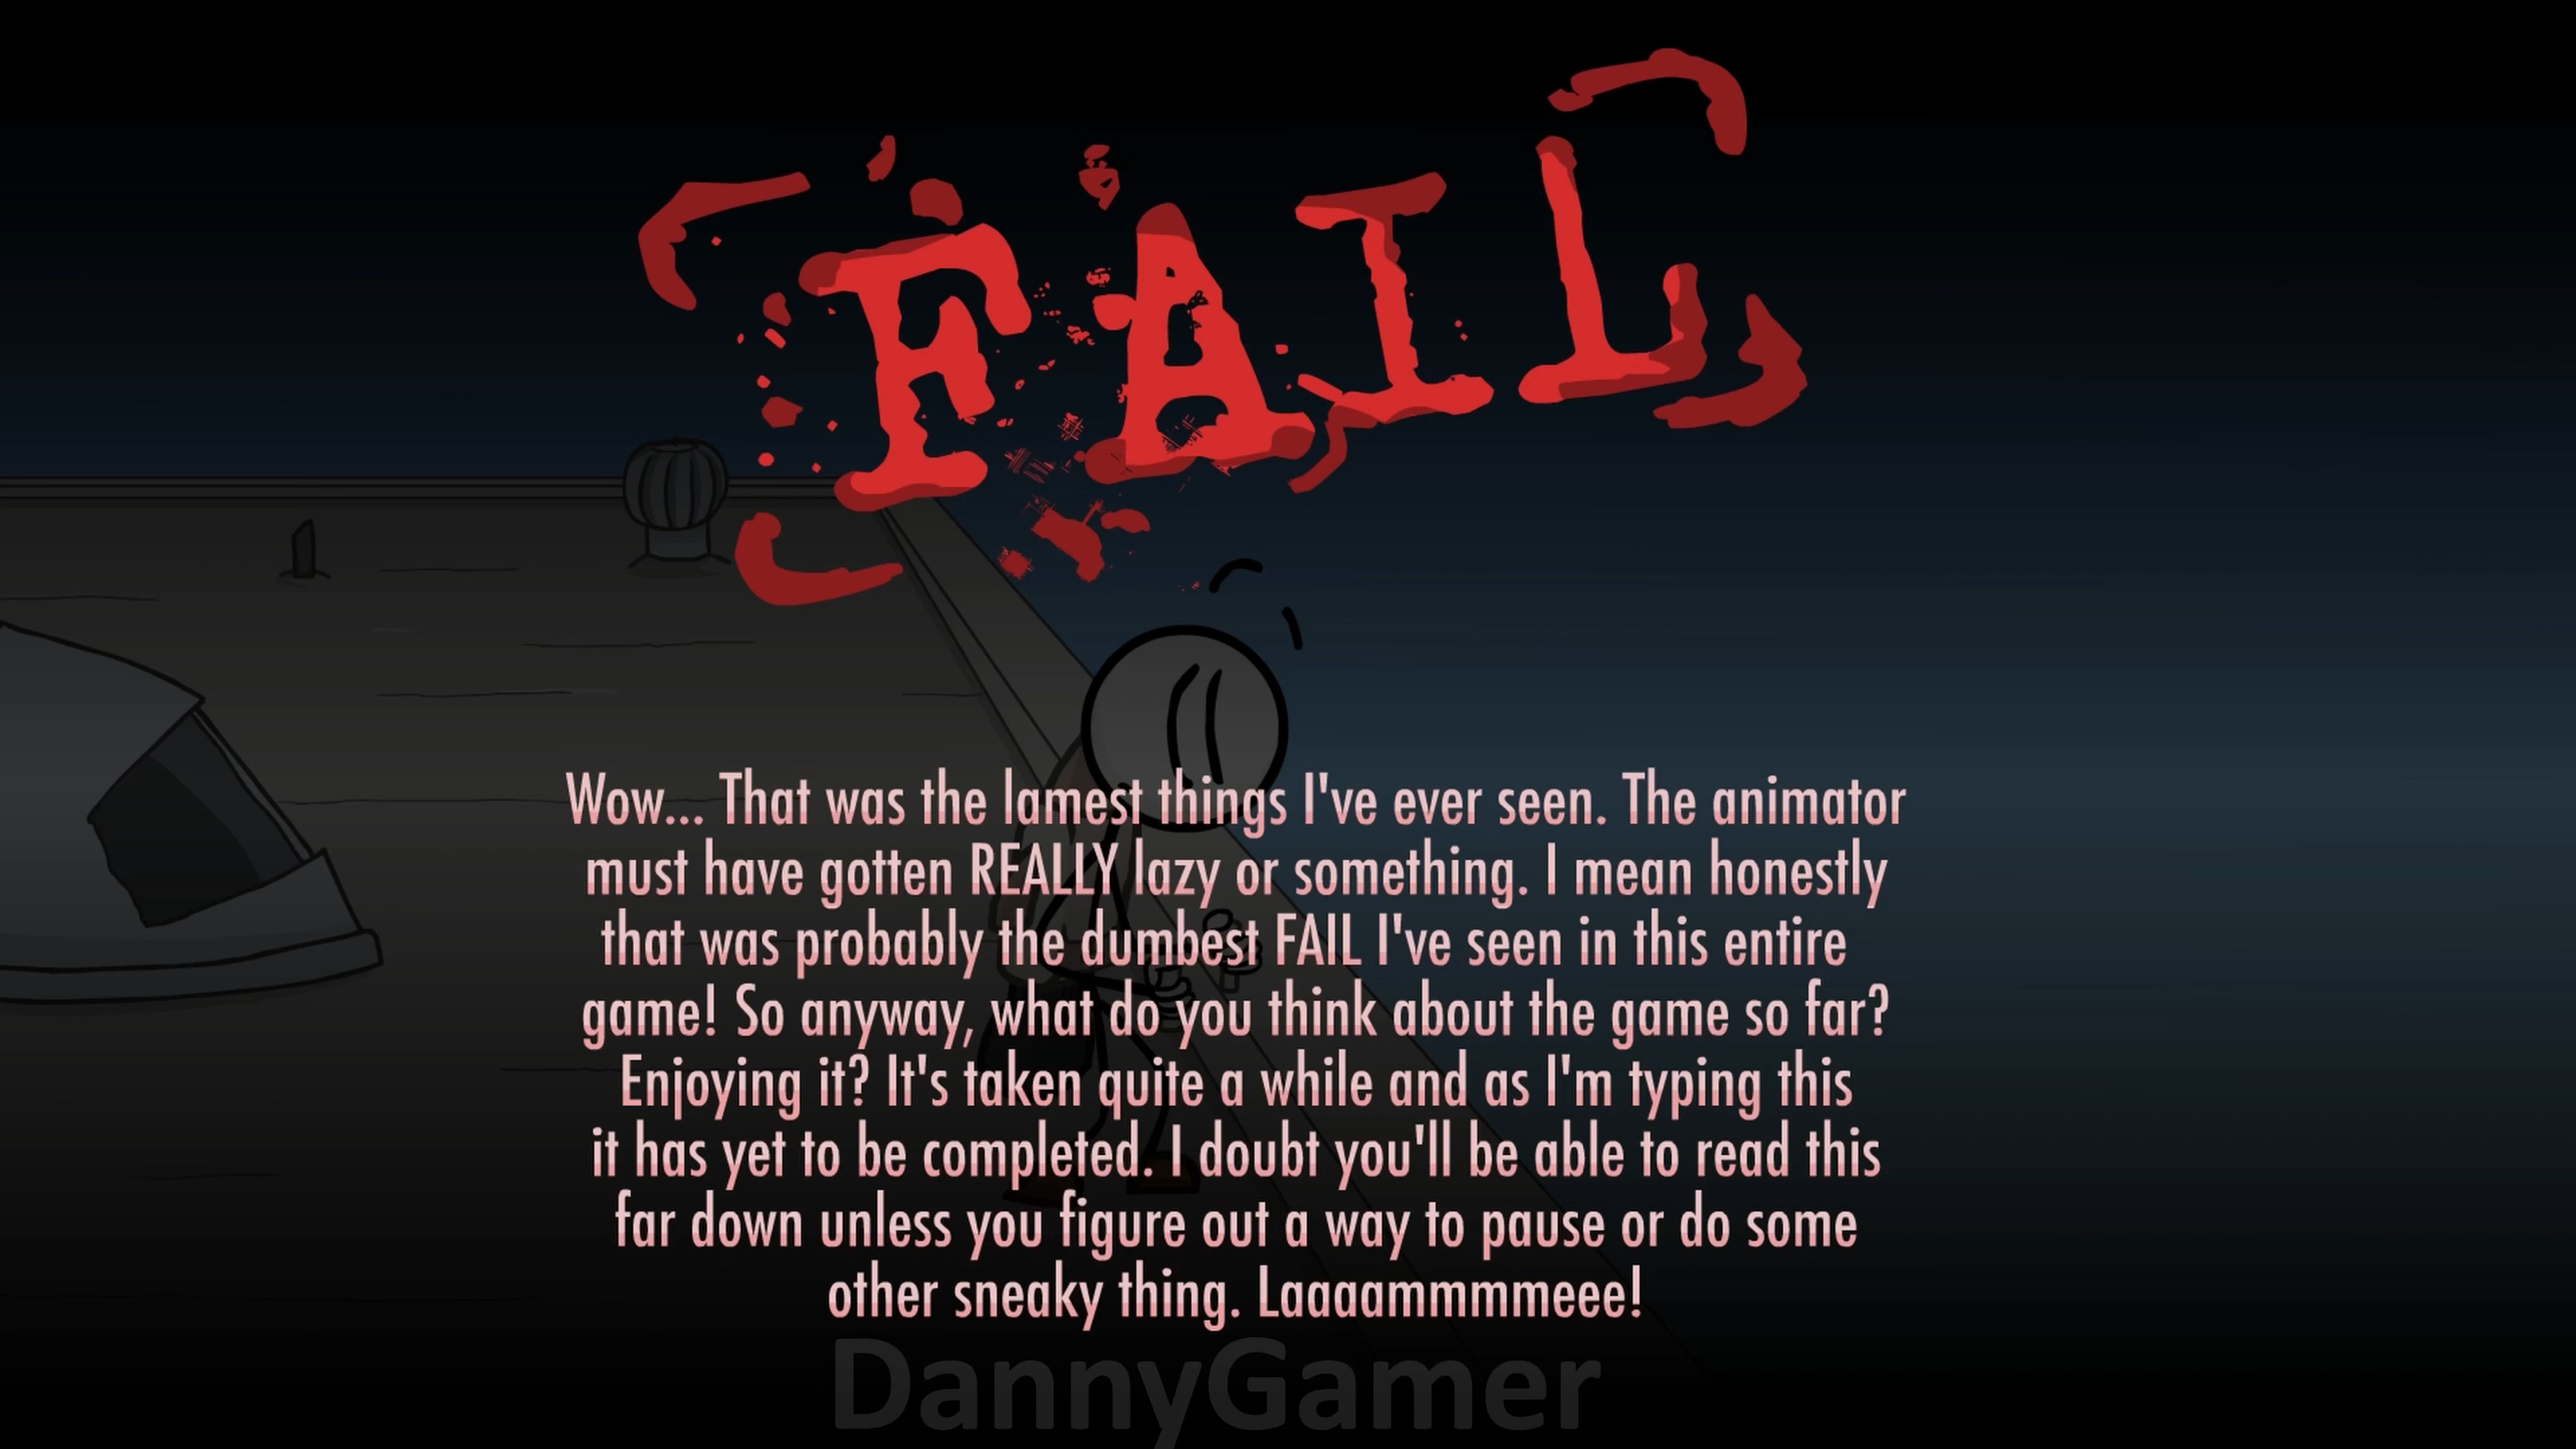 FAIL
Wow... That was the lamest things I've ever seen. The animator
must have gotten REALLY lazy or something. I mean honestly
that was probably the dumbest FAIL I've seen in this entire
game! So anyway, what do you think about the game so far?
Enjoying it? It's taken quite a while and as I'm typing this
it has yet to be completed. I doubt you'll be able to read this
far down unless you figure out a way to pause or do some
other sneaky thing. Laaaammmmeee!
DannyGamer